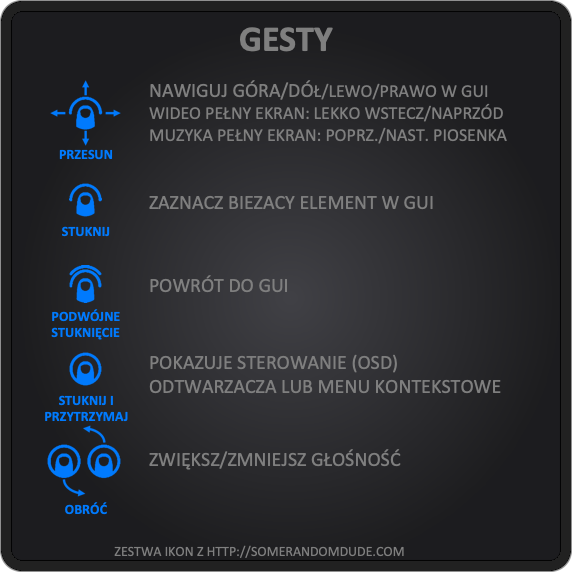 GESTY
NAWIGUJ GÓRA/DÓŁ/LEWO/PRAWO W GUI
WIDEO PEŁNY EKRAN: LEKKO WSTECZ/NAPRZÓD
MUZYKA PEŁNY EKRAN: POPRZ./NAST. PIOSENKA
PRZESUN
ZAZNACZ BIEZACY ELEMENT W GUI
STUKNIJ
POWRÓT DO GUI
PODWÓJNE
STUKNIĘCIE
POKAZUJE STEROWANIE (OSD)
ODTWARZACZA LUB MENU KONTEKSTOWE
STUKNIJ I
PRZYTRZYMAJ
ZWIĘKSZ/ZMNIEJSZ GŁOŚNOŚĆ
OBRÓĆ
ZESTWA IKON Z HTTP://SOMERANDOMDUDE.COM